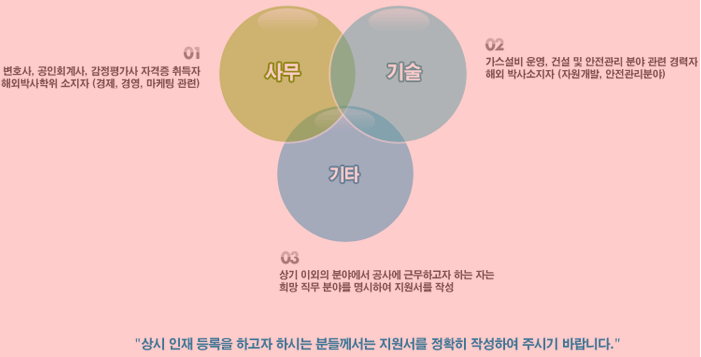 01
변호사, 공인회계사, 감정평가사 자격증 취득자
해외박사학위 소지자 (경제, 경영, 마케팅 관련)
사무
기술
02
가스설비 운영, 건설 및 안전관리 분야 관련 경력자
해외 박사소지자 (자원개발, 안전관리분야)
기타
03
상기 이외의 분야에서 공사에 근무하고자 하는 자는
희망 직무 분야를 명시하여 지원서를 작성
"상시 인재 등록을 하고자 하시는 분들께서는 지원서를 정확히 작성하여 주시기 바랍니다."